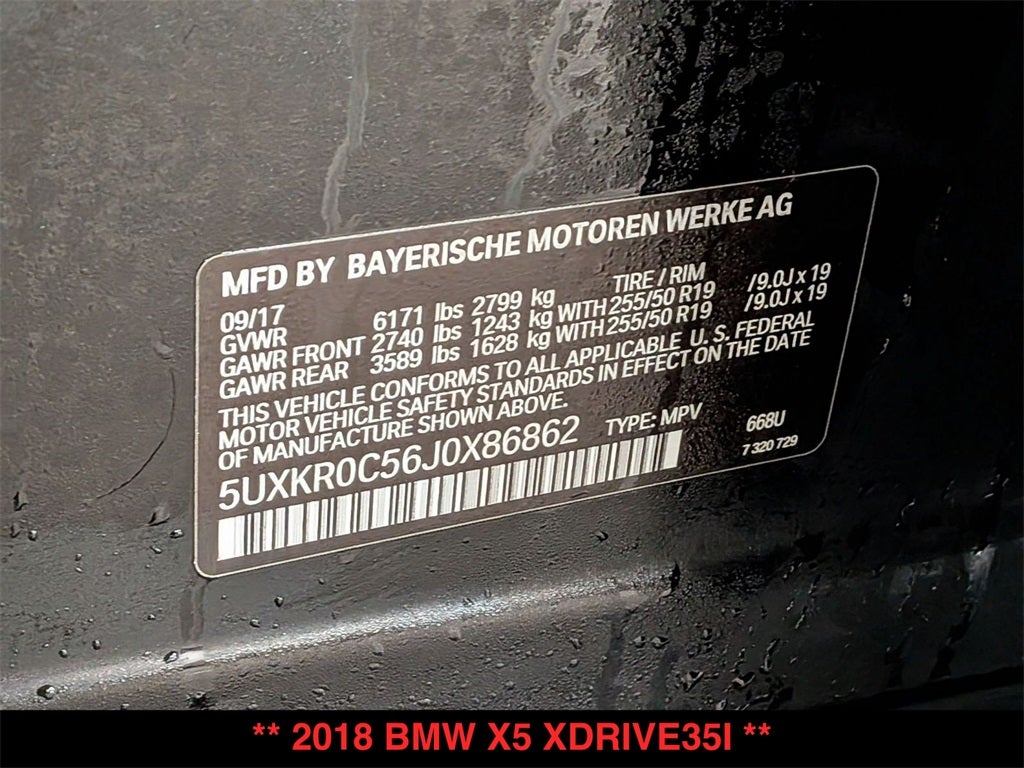 MFD BY BAYERISCHE MOTOREN WERKE AG
09/17 TIRE / RIM
GVWR 6171 lbs 2799 kg
GAWR FRONT 2740 lbs 1243 kg WITH 255/50 R19 /9.0J x 19
GAWR REAR 3589 lbs 1628 kg WITH 255/50 R19 /9.0J x 19
THIS VEHICLE CONFORMS TO ALL APPLICABLE U. S. FEDERAL
MOTOR VEHICLE SAFETY STANDARDS IN EFFECT ON THE DATE
OF MANUFACTURE SHOWN ABOVE.
5UXKR0C56J0X86862 TYPE: MPV 668U
7 320 729
** 2018 BMW X5 XDRIVE35I **